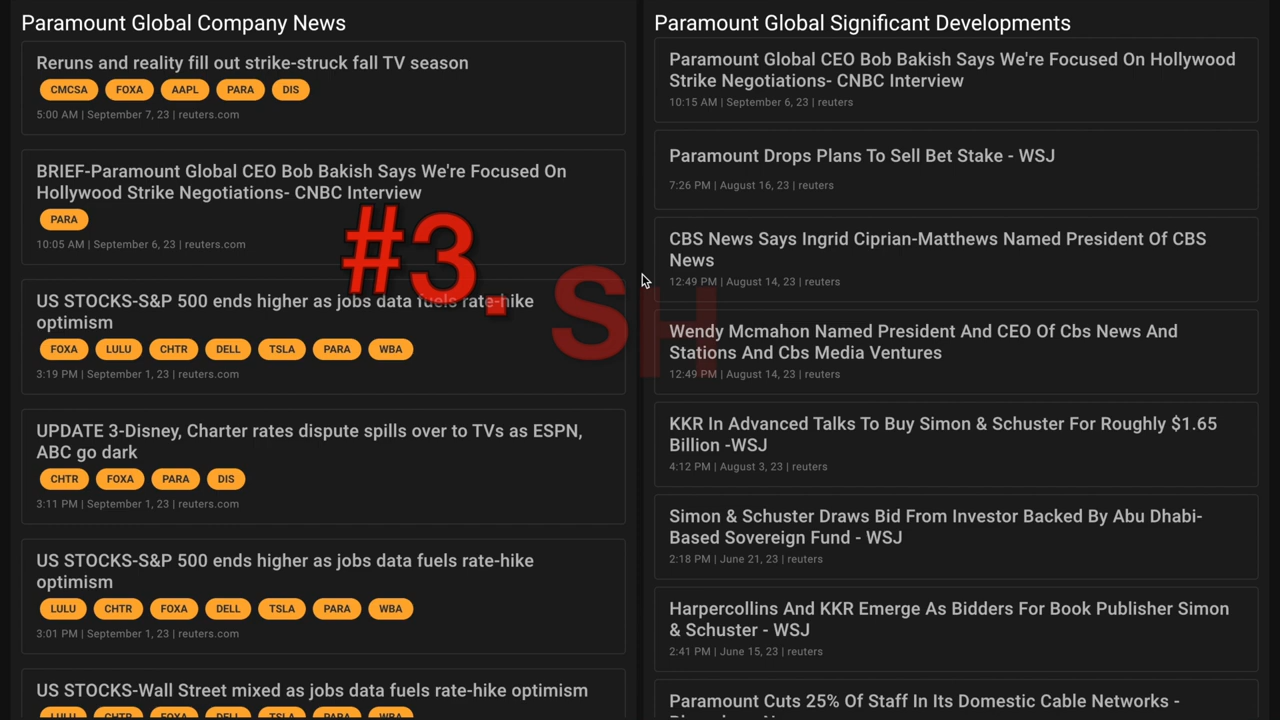 Paramount Global Company News
Reruns and reality fill out strike-struck fall TV season
CMCSA FOXA AAPL PARA DIS
5:00 AM | September 7, 23 | reuters.com
BRIEF-Paramount Global CEO Bob Bakish Says We're Focused On
Hollywood Strike Negotiations- CNBC Interview
PARA
10:05 AM | September 6, 23 | reuters.com
#3. SH
US STOCKS-S&P 500 ends higher as jobs data fuels rate-hike
optimism
FOXA LULU CHTR DELL TSLA PARA WBA
3:19 PM | September 1, 23 | reuters.com
UPDATE 3-Disney, Charter rates dispute spills over to TVs as ESPN,
ABC go dark
CHTR FOXA PARA DIS
3:11 PM | September 1, 23 | reuters.com
US STOCKS-S&P 500 ends higher as jobs data fuels rate-hike
optimism
LULU CHTR FOXA DELL TSLA PARA WBA
3:01 PM | September 1, 23 | reuters.com
US STOCKS-Wall Street mixed as jobs data fuels rate-hike optimism
LULU CHTR FOXA DELL TSLA PARA WBA
Paramount Global Significant Developments
Paramount Global CEO Bob Bakish Says We're Focused On Hollywood
Strike Negotiations- CNBC Interview
10:15 AM | September 6, 23 | reuters
Paramount Drops Plans To Sell Bet Stake - WSJ
7:26 PM | August 16, 23 | reuters
CBS News Says Ingrid Ciprian-Matthews Named President Of CBS
News
12:49 PM | August 14, 23 | reuters
Wendy Mcmahon Named President And CEO Of Cbs News And
Stations And Cbs Media Ventures
12:49 PM | August 14, 23 | reuters
KKR In Advanced Talks To Buy Simon & Schuster For Roughly $1.65
Billion -WSJ
4:12 PM | August 3, 23 | reuters
Simon & Schuster Draws Bid From Investor Backed By Abu Dhabi-
Based Sovereign Fund - WSJ
2:18 PM | June 21, 23 | reuters
Harpercollins And KKR Emerge As Bidders For Book Publisher Simon
& Schuster - WSJ
2:41 PM | June 15, 23 | reuters
Paramount Cuts 25% Of Staff In Its Domestic Cable Networks -